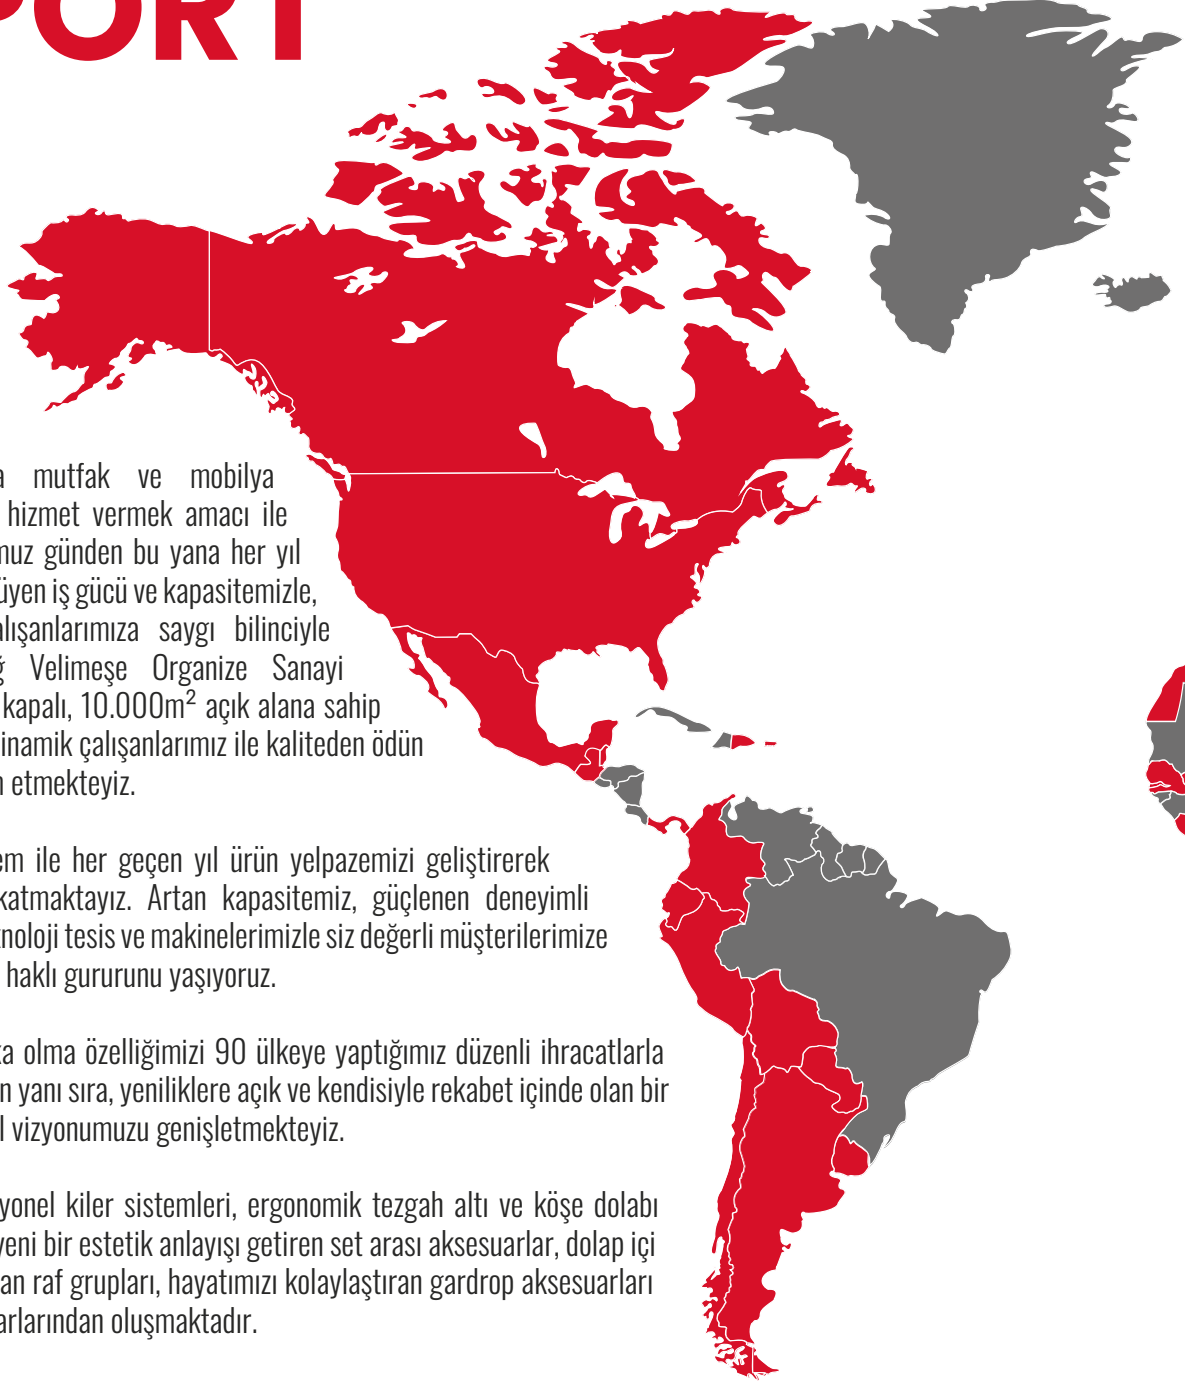 PORT
a mutfak ve mobilya
hizmet vermek amacı ile
muz günden bu yana her yıl
üyen iş gücü ve kapasitemizle,
alışanlarımıza saygı bilinciyle
ğ Velimeşe Organize Sanayi
kapalı, 10.000m² açık alana sahip
dinamik çalışanlarımız ile kaliteden ödün
n etmekteyiz.
em ile her geçen yıl ürün yelpazemizi geliştirerek
katmaktayız. Artan kapasitemiz, güçlenen deneyimli
knoloji tesis ve makinelerimizle siz değerli müşterilerimize
haklı gururunu yaşıyoruz.
ka olma özelliğimizi 90 ülkeye yaptığımız düzenli ihracatlarla
n yanı sıra, yeniliklere açık ve kendisiyle rekabet içinde olan bir
l vizyonumuzu genişletmekteyiz.
yonel kiler sistemleri, ergonomik tezgah altı ve köşe dolabı
yeni bir estetik anlayışı getiren set arası aksesuarlar, dolap içi
an raf grupları, hayatımızı kolaylaştıran gardrop aksesuarları
arlarından oluşmaktadır.